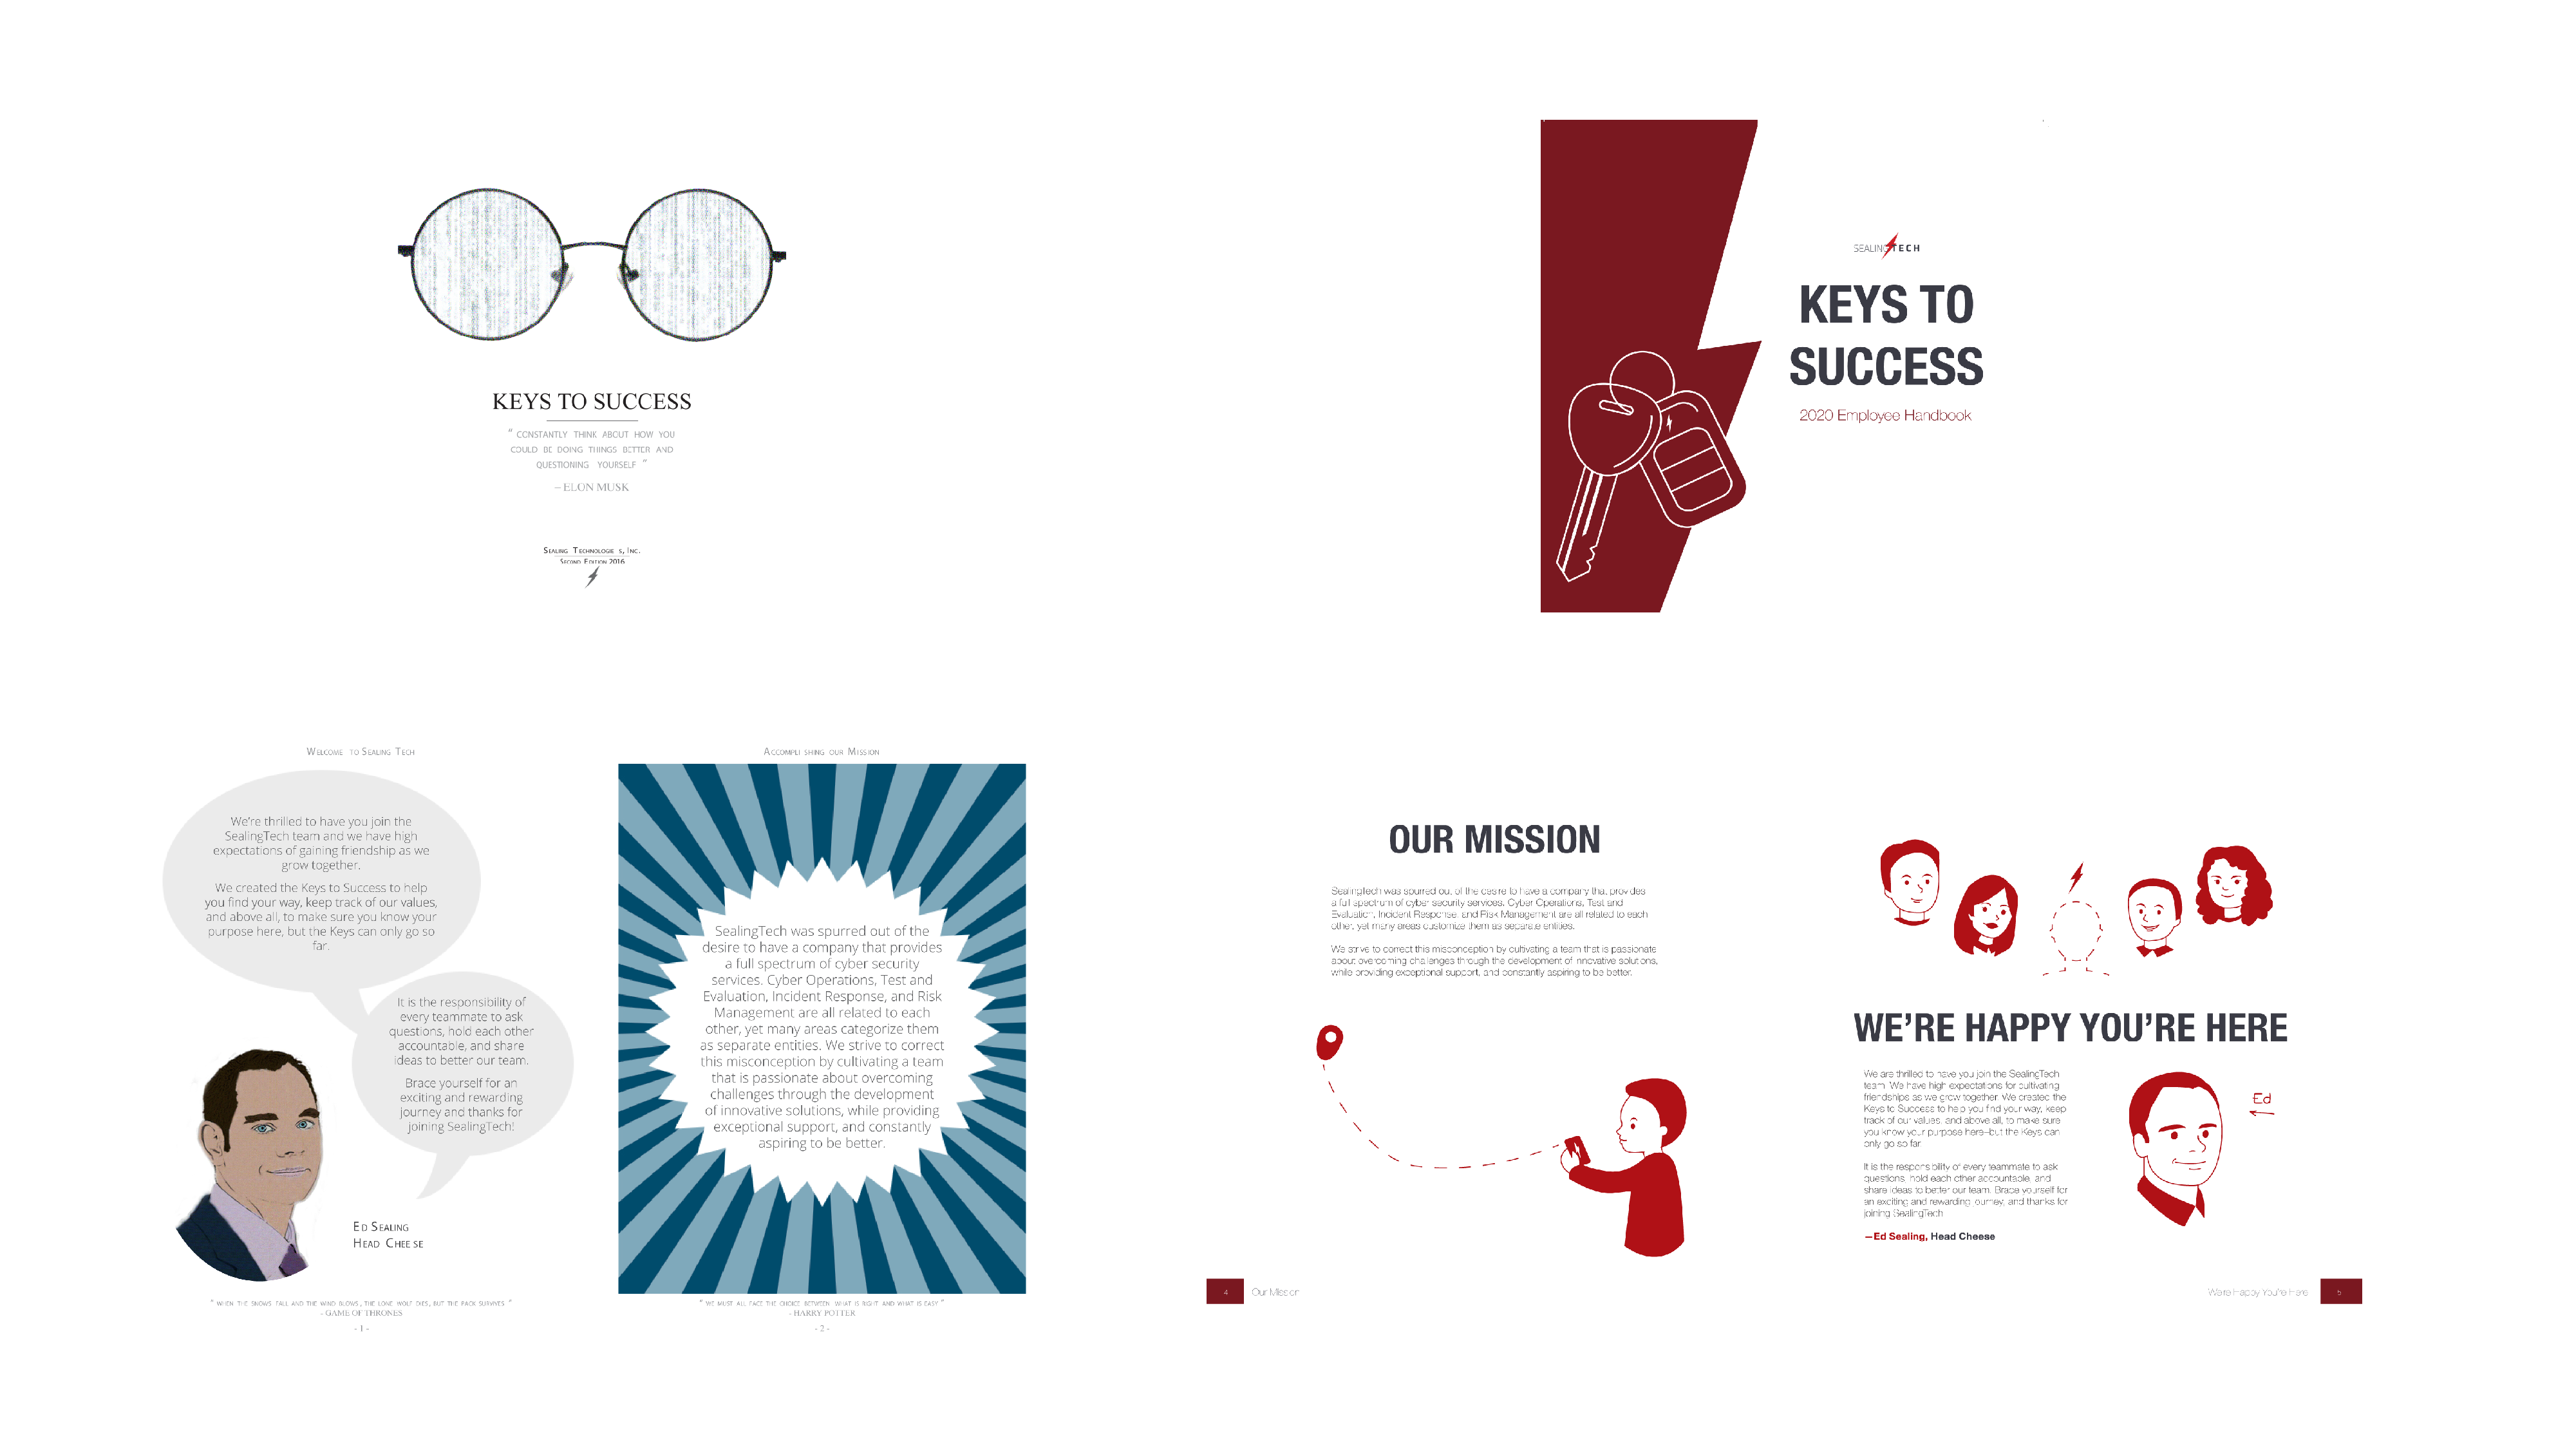 KEYS TO SUCCESS
“ CONSTANTLY THINK ABOUT HOW YOU
COULD BE DOING THINGS BETTER AND
QUESTIONING YOURSELF ”
– ELON MUSK
SEALING TECHNOLOGIE S, INC.
SECOND EDITION 2016
SEALINGTECH
KEYS TO
SUCCESS
2020 Employee Handbook
WELCOME TO SEALING TECH
We're thrilled to have you join the
SealingTech team and we have high
expectations of gaining friendship as we
grow together.
We created the Keys to Success to help
you find your way, keep track of our values,
and above all, to make sure you know your
purpose here, but the Keys can only go so
far.
It is the responsibility of
every teammate to ask
questions, hold each other
accountable, and share
ideas to better our team.
Brace yourself for an
exciting and rewarding
journey and thanks for
joining SealingTech!
ED SEALING
HEAD CHEE SE
“ WHEN THE SNOWS FALL AND THE WIND BLOWS, THE LONE WOLF DIES, BUT THE PACK SURVIVES ”
- GAME OF THRONES
- 1 -
ACCOMPLI SHING OUR MISSION
SealingTech was spurred out of the
desire to have a company that provides
a full spectrum of cyber security
services. Cyber Operations, Test and
Evaluation, Incident Response, and Risk
Management are all related to each
other, yet many areas categorize them
as separate entities. We strive to correct
this misconception by cultivating a team
that is passionate about overcoming
challenges through the development
of innovative solutions, while providing
exceptional support, and constantly
aspiring to be better.
“ WE MUST ALL FACE THE CHOICE BETWEEN WHAT IS RIGHT AND WHAT IS EASY ”
- HARRY POTTER
- 2 -
OUR MISSION
SealingTech was spurred out of the desire to have a company that provides
a full spectrum of cyber security services. Cyber Operations, Test and
Evaluation, Incident Response, and Risk Management are all related to each
other, yet many areas customize them as separate entities.
We strive to correct this misconception by cultivating a team that is passionate
about overcoming challenges through the development of innovative solutions,
while providing exceptional support, and constantly aspiring to be better.
4 Our Mission
WE'RE HAPPY YOU'RE HERE
We are thrilled to have you join the SealingTech
team. We have high expectations for cultivating
friendships as we grow together. We created the
Keys to Success to help you find your way, keep
track of our values, and above all, to make sure
you know your purpose here–but the Keys can
only go so far.
It is the responsibility of every teammate to ask
questions, hold each other accountable, and
share ideas to better our team. Brace yourself for
an exciting and rewarding journey, and thanks for
joining SealingTech
—Ed Sealing, Head Cheese
Ed
We're Happy You're Here 5